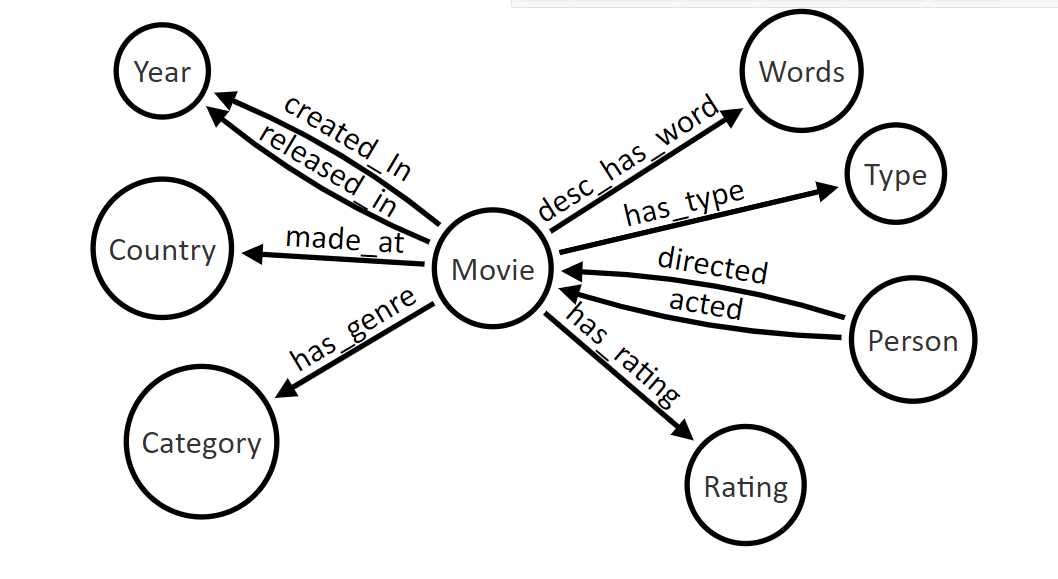 Year
Words
created_In
released_in
desc_has_word
Type
has_type
Country
made_at
Movie
directed
acted
Person
has_genre
has_rating
Category
Rating